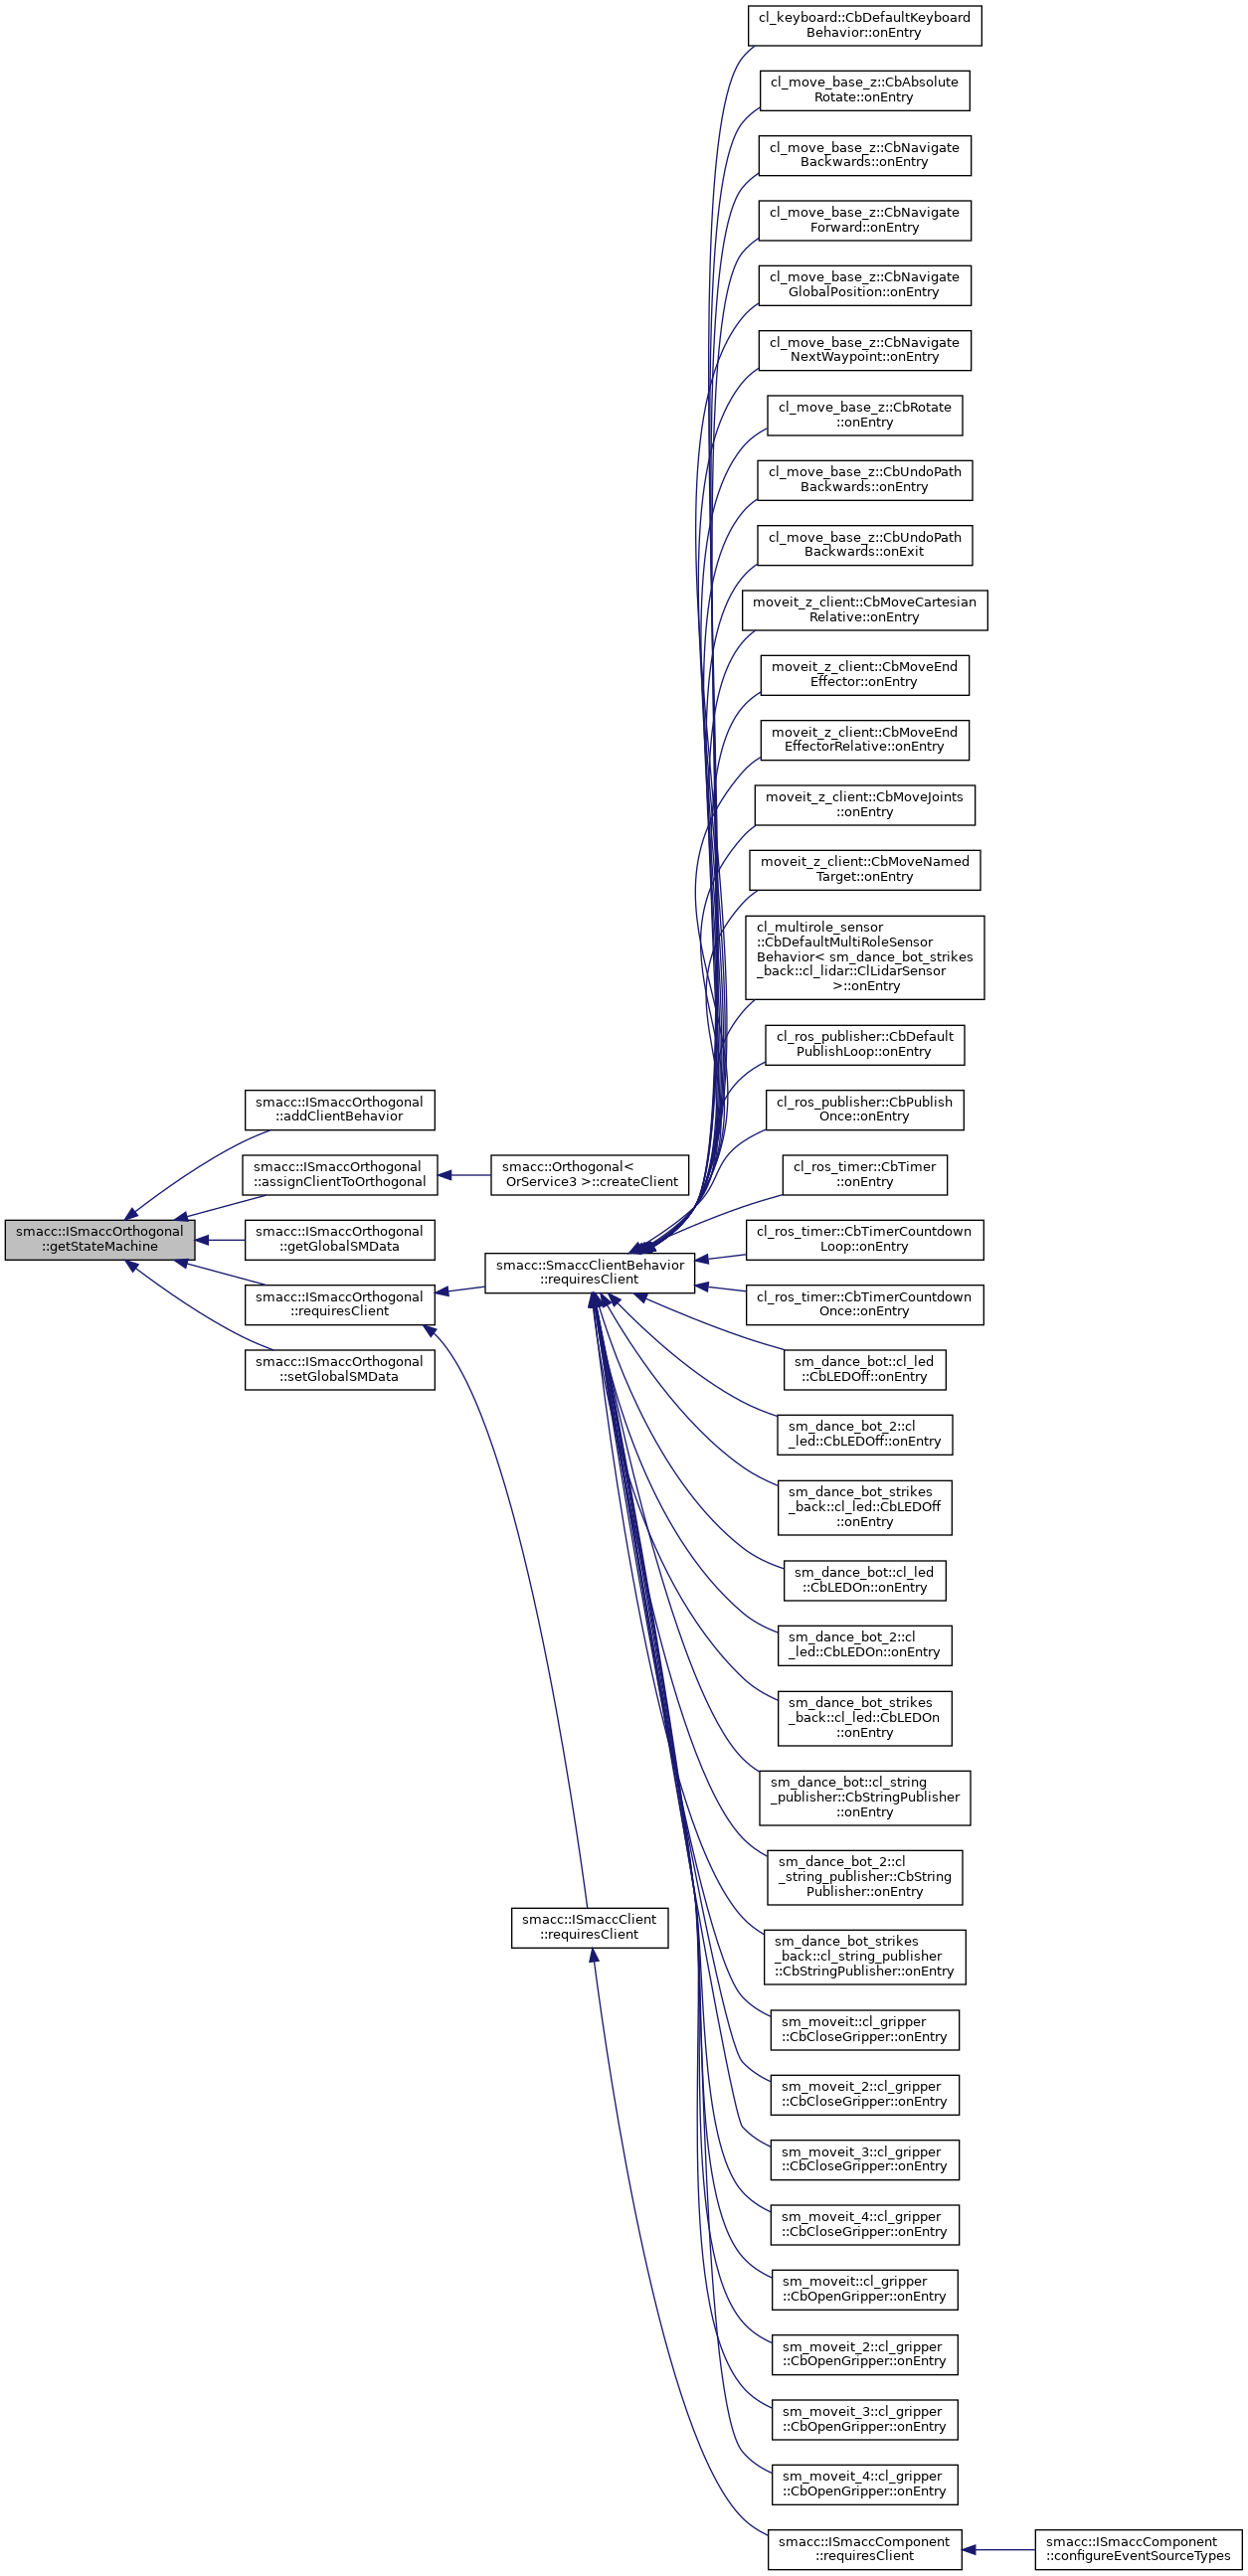 cl_keyboard::CbDefaultKeyboard
Behavior::onEntry
cl_move_base_z::CbAbsolute
Rotate::onEntry
cl_move_base_z::CbNavigate
Backwards::onEntry
cl_move_base_z::CbNavigate
Forward::onEntry
cl_move_base_z::CbNavigate
GlobalPosition::onEntry
cl_move_base_z::CbNavigate
NextWaypoint::onEntry
cl_move_base_z::CbRotate
::onEntry
cl_move_base_z::CbUndoPath
Backwards::onEntry
cl_move_base_z::CbUndoPath
Backwards::onExit
moveit_z_client::CbMoveCartesian
Relative::onEntry
moveit_z_client::CbMoveEnd
Effector::onEntry
moveit_z_client::CbMoveEnd
EffectorRelative::onEntry
moveit_z_client::CbMoveJoints
::onEntry
moveit_z_client::CbMoveNamed
Target::onEntry
cl_multirole_sensor
::CbDefaultMultiRoleSensor
Behavior< sm_dance_bot_strikes
_back::cl_lidar::ClLidarSensor
>::onEntry
cl_ros_publisher::CbDefault
PublishLoop::onEntry
cl_ros_publisher::CbPublish
Once::onEntry
cl_ros_timer::CbTimer
::onEntry
cl_ros_timer::CbTimerCountdown
Loop::onEntry
cl_ros_timer::CbTimerCountdown
Once::onEntry
smacc::ISmaccOrthogonal
::addClientBehavior
smacc::ISmaccOrthogonal
::assignClientToOrthogonal
smacc::Orthogonal<
OrService3 >::createClient
smacc::ISmaccOrthogonal
::getStateMachine
smacc::ISmaccOrthogonal
::getGlobalSMData
smacc::SmaccClientBehavior
::requiresClient
smacc::ISmaccOrthogonal
::requiresClient
smacc::ISmaccOrthogonal
::setGlobalSMData
sm_dance_bot::cl_led
::CbLEDOff::onEntry
sm_dance_bot_2::cl
_led::CbLEDOff::onEntry
sm_dance_bot_strikes
_back::cl_led::CbLEDOff
::onEntry
sm_dance_bot::cl_led
::CbLEDOn::onEntry
sm_dance_bot_2::cl
_led::CbLEDOn::onEntry
sm_dance_bot_strikes
_back::cl_led::CbLEDOn
::onEntry
sm_dance_bot::cl_string
_publisher::CbStringPublisher
::onEntry
sm_dance_bot_2::cl
_string_publisher::CbString
Publisher::onEntry
smacc::ISmaccClient
::requiresClient
sm_dance_bot_strikes
_back::cl_string_publisher
::CbStringPublisher::onEntry
sm_moveit::cl_gripper
::CbCloseGripper::onEntry
sm_moveit_2::cl_gripper
::CbCloseGripper::onEntry
sm_moveit_3::cl_gripper
::CbCloseGripper::onEntry
sm_moveit_4::cl_gripper
::CbCloseGripper::onEntry
sm_moveit::cl_gripper
::CbOpenGripper::onEntry
sm_moveit_2::cl_gripper
::CbOpenGripper::onEntry
sm_moveit_3::cl_gripper
::CbOpenGripper::onEntry
sm_moveit_4::cl_gripper
::CbOpenGripper::onEntry
smacc::ISmaccComponent
::requiresClient
smacc::ISmaccComponent
::configureEventSourceTypes